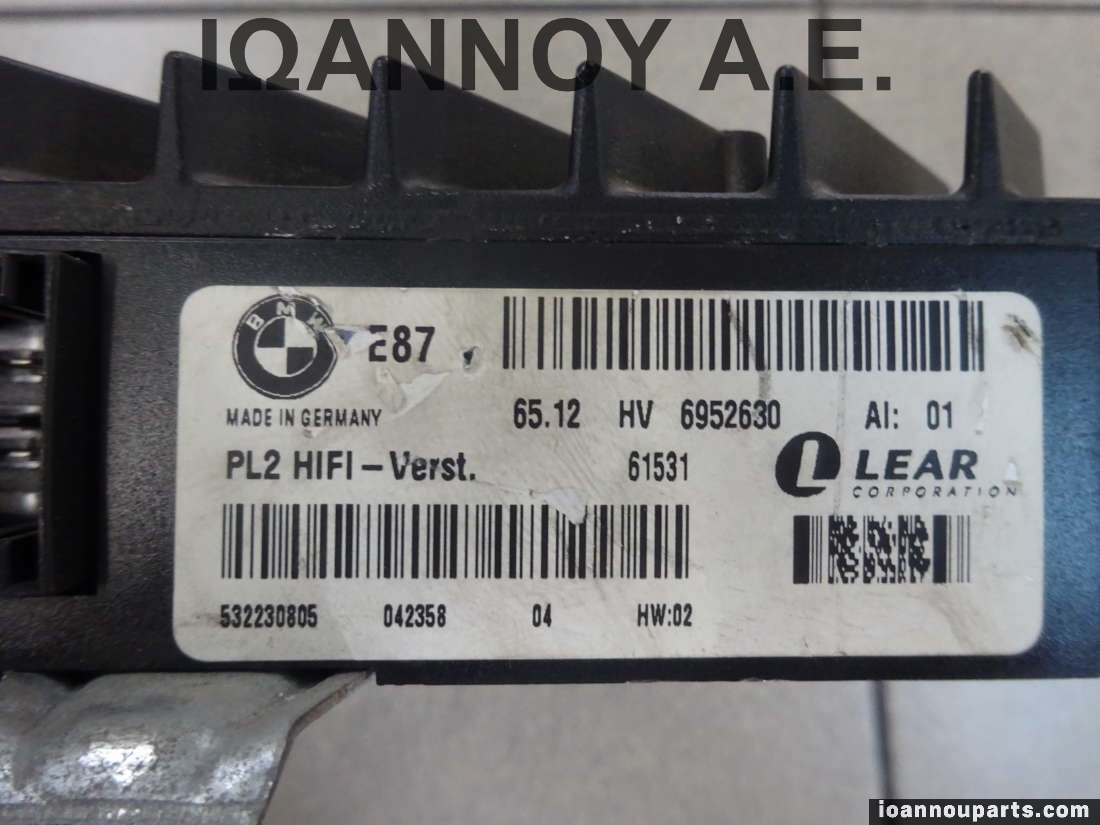 ΙΩΑΝΝΟΥ Α.Ε.
BMW
E87
MADE IN GERMANY
65.12 HV 6952630 AI: 01
PL2 HIFI - Verst. 61531
LEAR
CORPORATION
532230805 042358 04 HW:02
ioannouparts.com